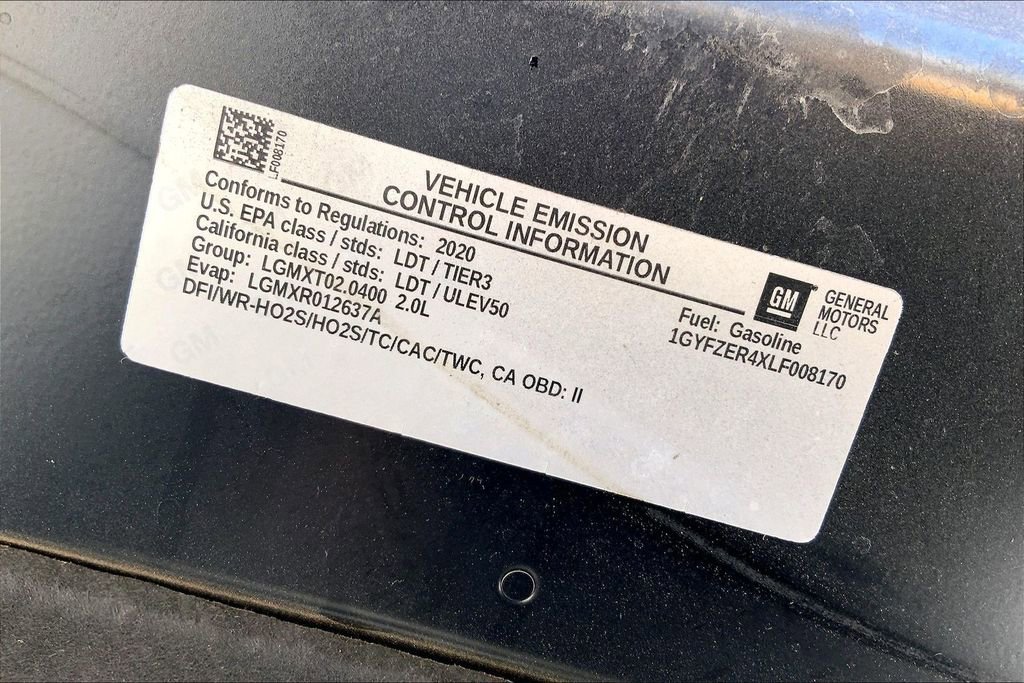 LF008170
VEHICLE EMISSION
CONTROL INFORMATION
Conforms to Regulations: 2020
U.S. EPA class / stds: LDT / TIER3
California class / stds: LDT / ULEV50
Group: LGMXT02.0400 2.0L
Evap: LGMXR012637A
DFI/WR-HO2S/HO2S/TC/CAC/TWC, CA OBD: II
GM
GENERAL
MOTORS
LLC
Fuel: Gasoline
1GYFZER4XLF008170